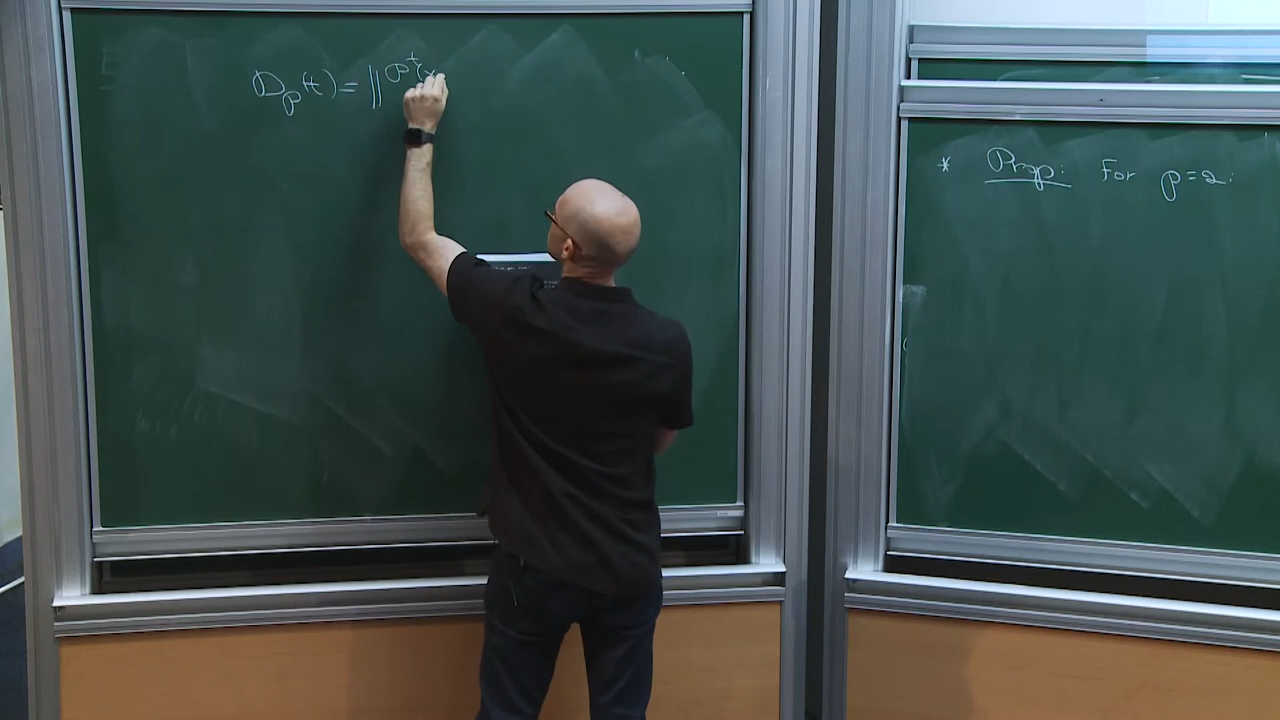 D_p(t) = || P^t(x
* Prop: For p=2: